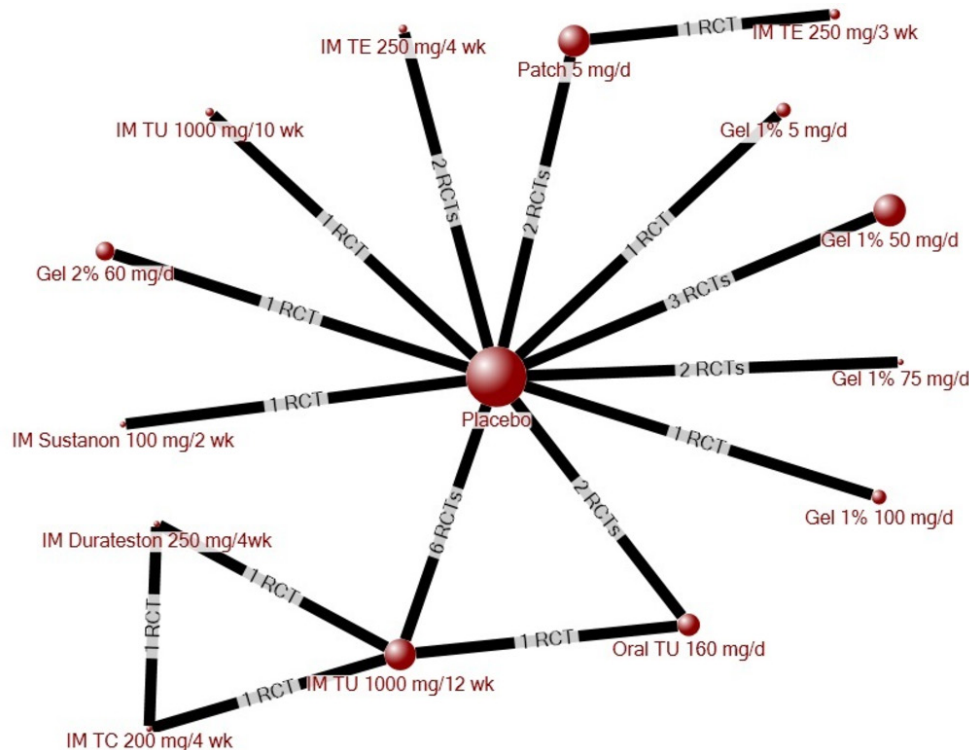 IM TE 250 mg/4 wk
1 RCT
IM TE 250 mg/3 wk
Patch 5 mg/d
IM TU 1000 mg/10 wk
Gel 1% 5 mg/d
2 RCTs
2 RCTs
1 RCT
1 RCT
Gel 1% 50 mg/d
Gel 2% 60 mg/d
1 RCT
3 RCTs
2 RCTs
Gel 1% 75 mg/d
1 RCT
Placebo
IM Sustanon 100 mg/2 wk
1 RCT
Gel 1% 100 mg/d
6 RCTs
2 RCTs
IM Durateston 250 mg/4wk
1 RCT
1 RCT
1 RCT
Oral TU 160 mg/d
1 RCT
IM TU 1000 mg/12 wk
IM TC 200 mg/4 wk